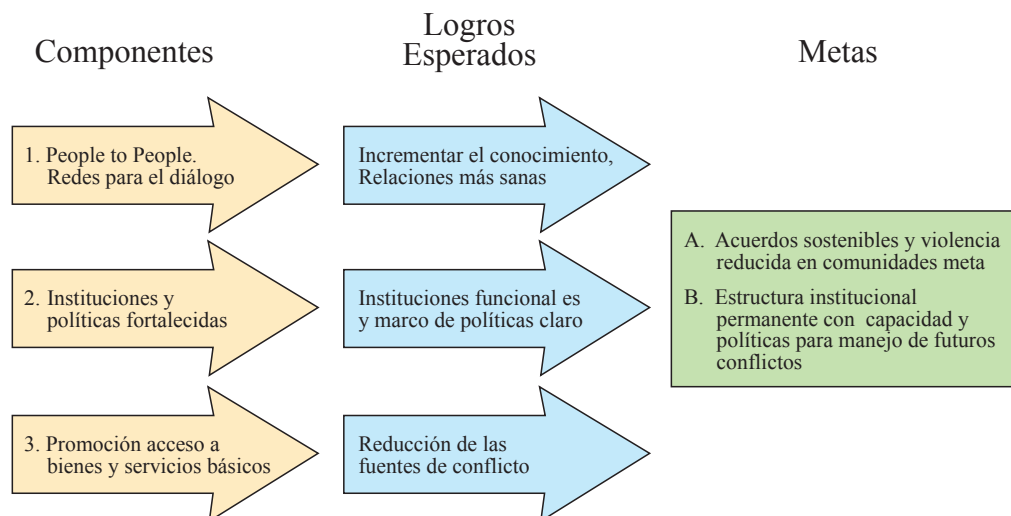 Componentes
Logros
Esperados
Metas
1. People to People.
Redes para el diálogo
Incrementar el conocimiento,
Relaciones más sanas
2. Instituciones y
políticas fortalecidas
Instituciones funcional es
y marco de políticas claro
3. Promoción acceso a
bienes y servicios básicos
Reducción de las
fuentes de conflicto
A. Acuerdos sostenibles y violencia
reducida en comunidades meta
B. Estructura institucional
permanente con capacidad y
políticas para manejo de futuros
conflictos